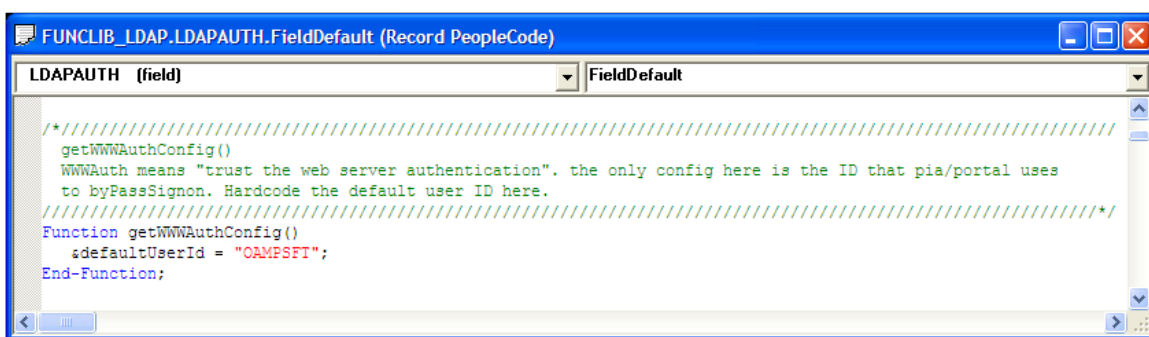 FUNCLIB_LDAP.LDAPAUTH.FieldDefault (Record PeopleCode)
LDAPAUTH (field) FieldDefault
/*//////////////////////////////////////////////////////////////////////////////////////////////////////////////
getWWWAuthConfig()
WWWAuth means "trust the web server authentication". the only config here is the ID that pia/portal uses
to byPassSignon. Hardcode the default user ID here.
//////////////////////////////////////////////////////////////////////////////////////////////////////////////*/
Function getWWWAuthConfig()
&defaultUserId = "OAMPSFT";
End-Function;